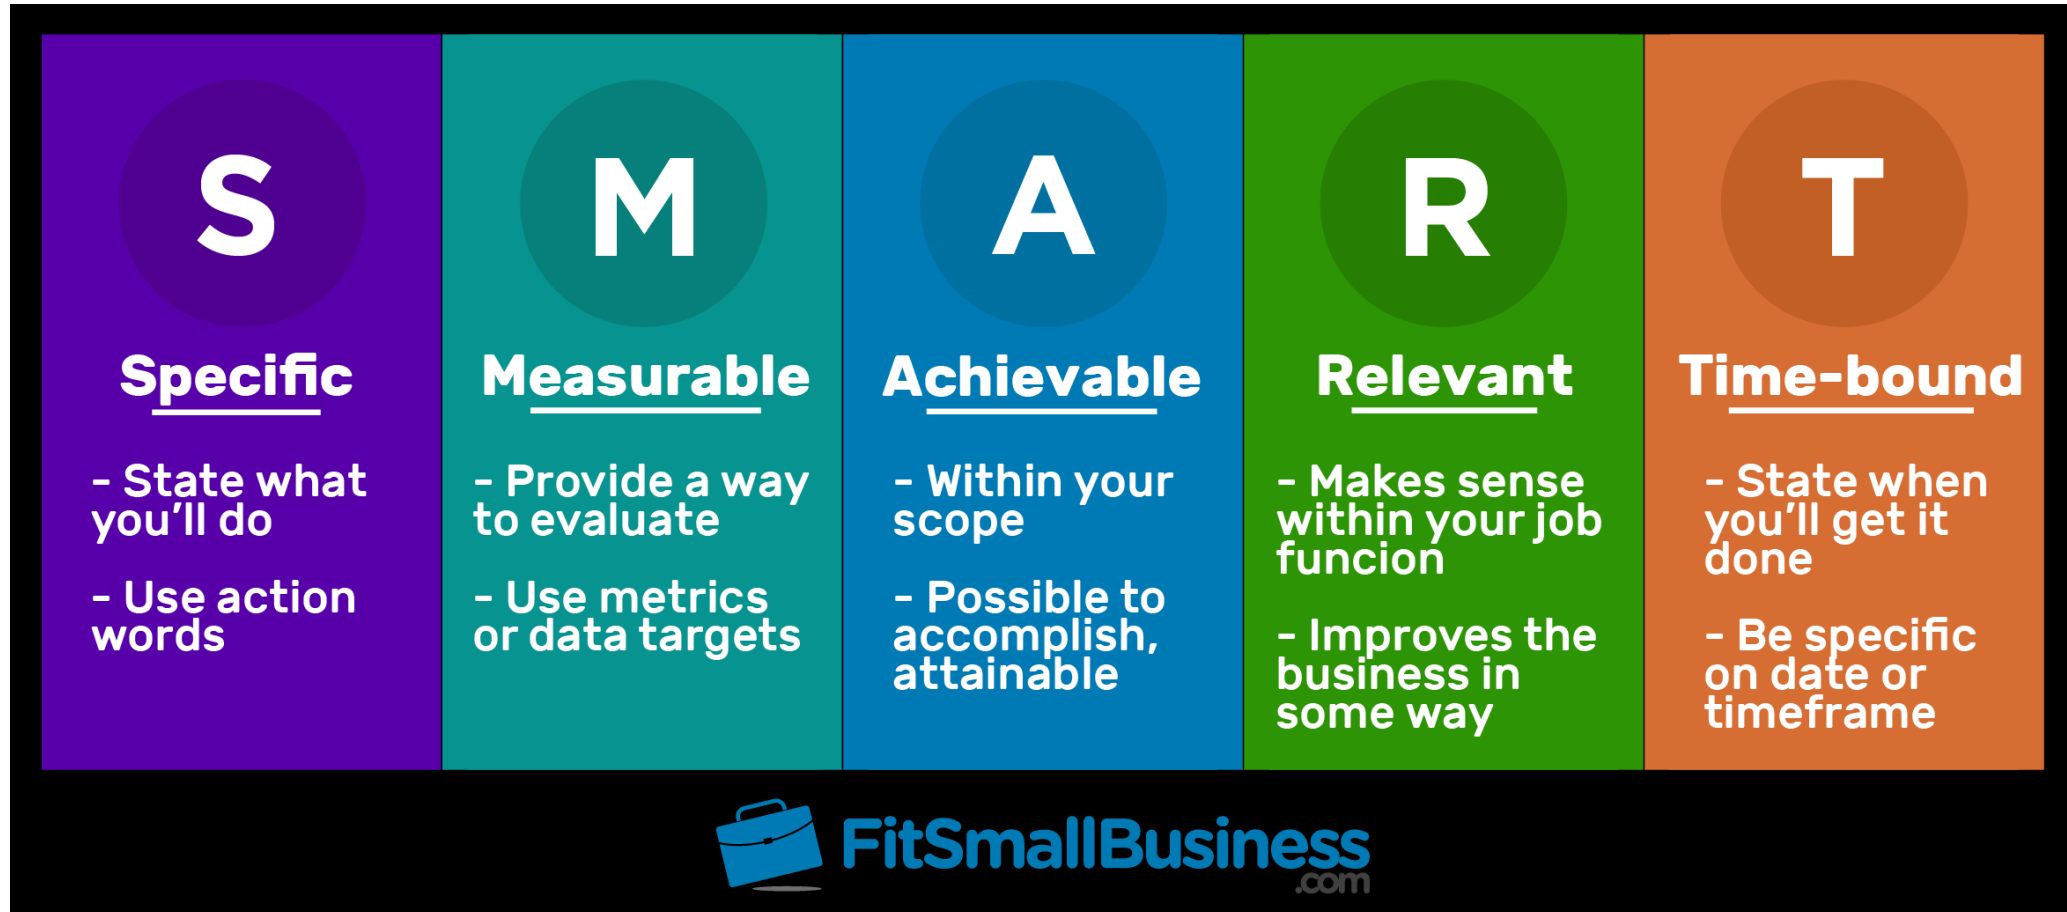 S
Specific
- State what
you'll do
- Use action
words
M
Measurable
- Provide a way
to evaluate
- Use metrics
or data targets
A
Achievable
- Within your
scope
- Possible to
accomplish,
attainable
R
Relevant
- Makes sense
within your job
funcion
- Improves the
business in
some way
T
Time-bound
- State when
you'll get it
done
- Be specific
on date or
timeframe
FitSmallBusiness
.com